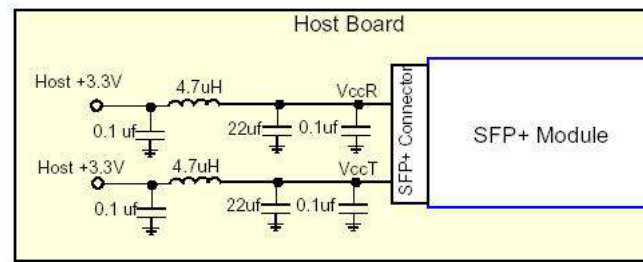 Host Board
Host +3.3V
4.7uH
VccR
0.1 uf
22uf
0.1uf
Host +3.3V
4.7uH
VccT
0.1 uf
22uf
0.1uf
SFP+ Connector
SFP+ Module